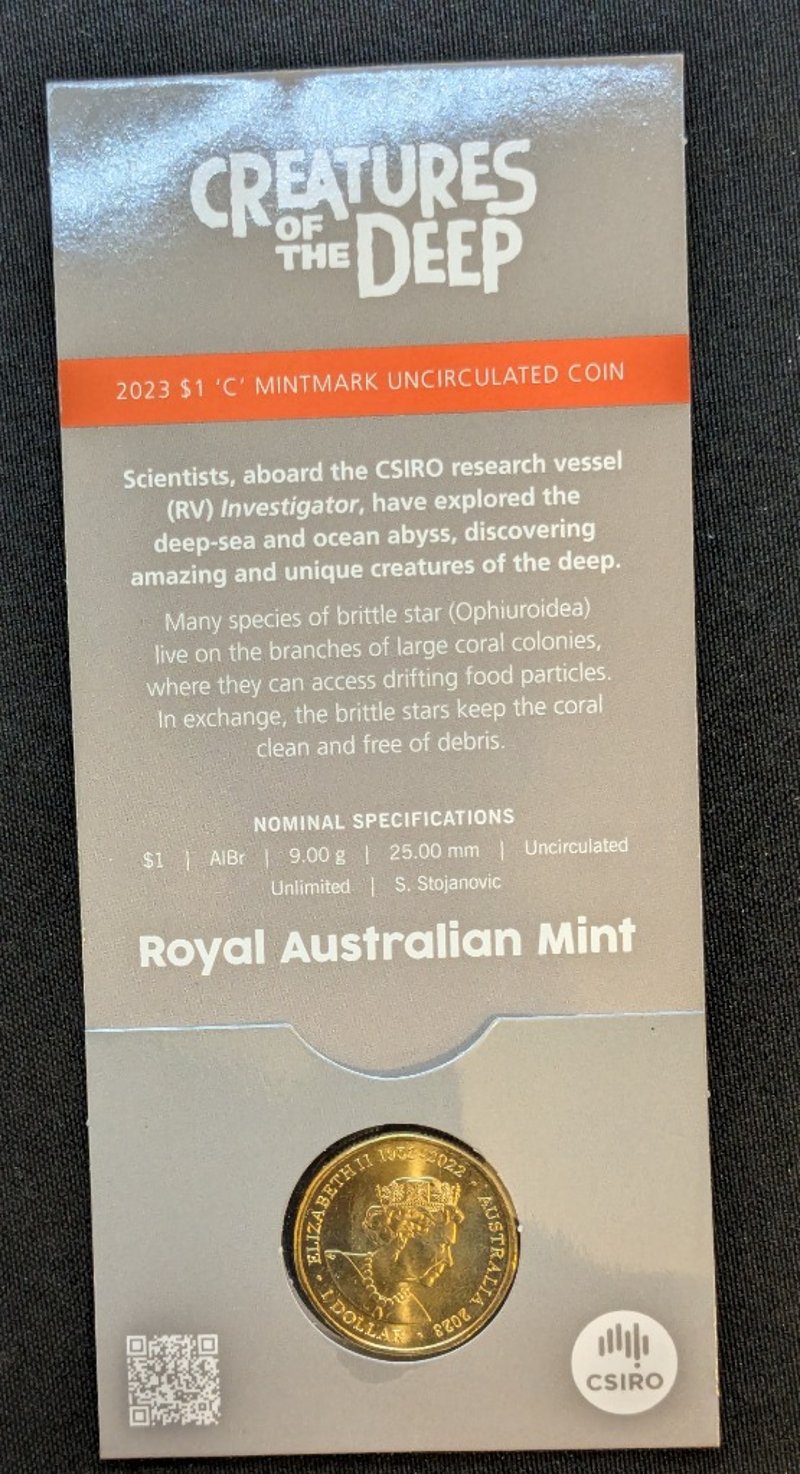 CREATURES
OF
THE DEEP
2023 $1 'C' MINTMARK UNCIRCULATED COIN
Scientists, aboard the CSIRO research vessel
(RV) Investigator, have explored the
deep-sea and ocean abyss, discovering
amazing and unique creatures of the deep.
Many species of brittle star (Ophiuroidea)
live on the branches of large coral colonies,
where they can access drifting food particles.
In exchange, the brittle stars keep the coral
clean and free of debris.
NOMINAL SPECIFICATIONS
$1 | AlBr | 9.00 g | 25.00 mm | Uncirculated
Unlimited | S. Stojanovic
Royal Australian Mint
ELIZABETH II 1952-2022 • AUSTRALIA 2023 • 1 DOLLAR •
CSIRO